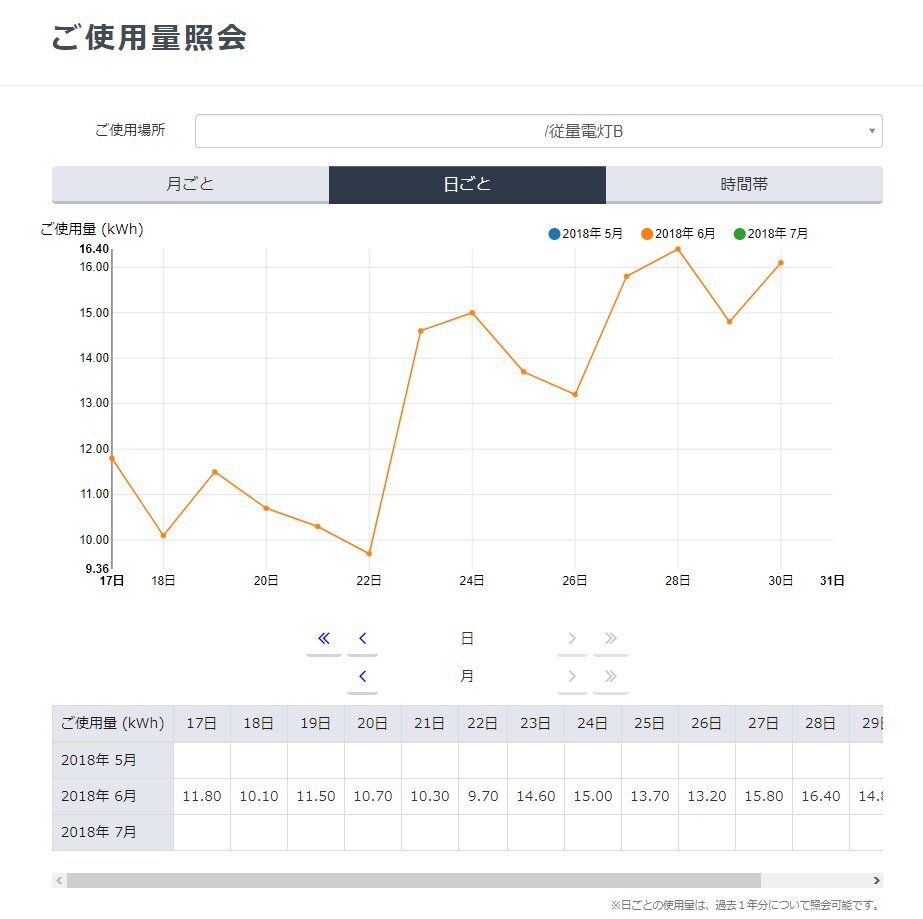 ご使用量照会
ご使用場所 /従量電灯B
月ごと 日ごと 時間帯
ご使用量 (kWh)
2018年 5月 2018年 6月 2018年 7月
16.40
16.00
15.00
14.00
13.00
12.00
11.00
10.00
9.36
17日 18日 20日 22日 24日 26日 28日 30日 31日
日
月
ご使用量 (kWh) 17日 18日 19日 20日 21日 22日 23日 24日 25日 26日 27日 28日 29日
2018年 5月
2018年 6月 11.80 10.10 11.50 10.70 10.30 9.70 14.60 15.00 13.70 13.20 15.80 16.40 14.8
2018年 7月
※日ごとの使用量は、過去１年分について照会可能です。